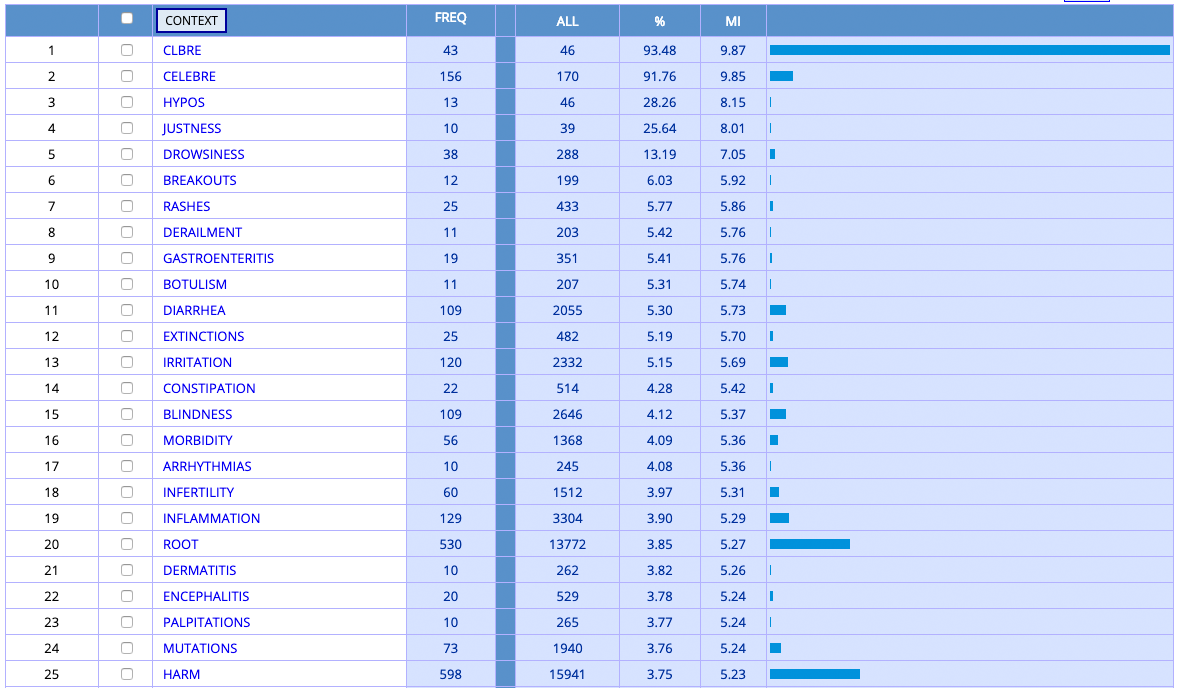 CONTEXT FREQ ALL % MI
1 CLBRE 43 46 93.48 9.87
2 CELEBRE 156 170 91.76 9.85
3 HYPOS 13 46 28.26 8.15
4 JUSTNESS 10 39 25.64 8.01
5 DROWSINESS 38 288 13.19 7.05
6 BREAKOUTS 12 199 6.03 5.92
7 RASHES 25 433 5.77 5.86
8 DERAILMENT 11 203 5.42 5.76
9 GASTROENTERITIS 19 351 5.41 5.76
10 BOTULISM 11 207 5.31 5.74
11 DIARRHEA 109 2055 5.30 5.73
12 EXTINCTIONS 25 482 5.19 5.70
13 IRRITATION 120 2332 5.15 5.69
14 CONSTIPATION 22 514 4.28 5.42
15 BLINDNESS 109 2646 4.12 5.37
16 MORBIDITY 56 1368 4.09 5.36
17 ARRHYTHMIAS 10 245 4.08 5.36
18 INFERTILITY 60 1512 3.97 5.31
19 INFLAMMATION 129 3304 3.90 5.29
20 ROOT 530 13772 3.85 5.27
21 DERMATITIS 10 262 3.82 5.26
22 ENCEPHALITIS 20 529 3.78 5.24
23 PALPITATIONS 10 265 3.77 5.24
24 MUTATIONS 73 1940 3.76 5.24
25 HARM 598 15941 3.75 5.23